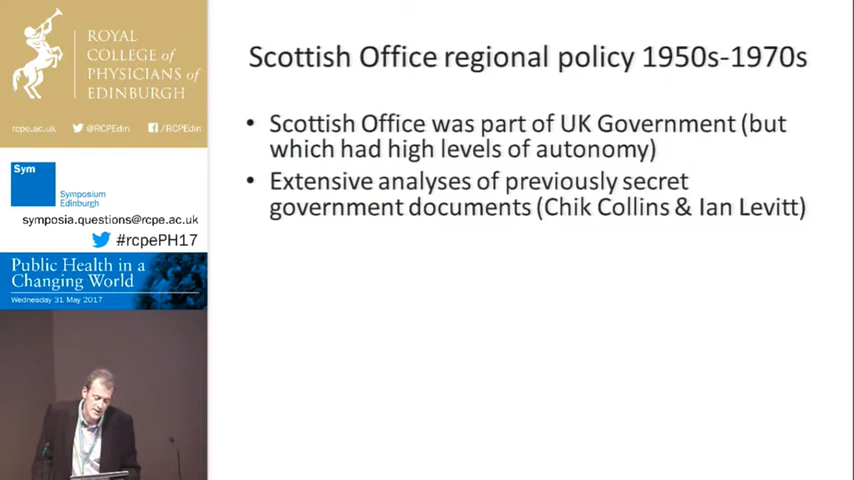 ROYAL
COLLEGE of
PHYSICIANS of
EDINBURGH
rcpe.ac.uk @RCPEdin /RCPEdin
Sym
Symposium
Edinburgh
symposia.questions@rcpe.ac.uk
#rcpePH17
Public Health in a
Changing World
Wednesday 31 May 2017
Scottish Office regional policy 1950s-1970s
• Scottish Office was part of UK Government (but
which had high levels of autonomy)
• Extensive analyses of previously secret
government documents (Chik Collins & Ian Levitt)